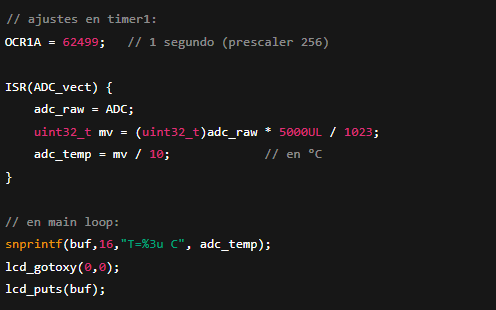 // ajustes en timer1:
OCR1A = 62499;   // 1 segundo (prescaler 256)
ISR(ADC_vect) {
    adc_raw = ADC;
    uint32_t mv = (uint32_t)adc_raw * 5000UL / 1023;
    adc_temp = mv / 10;             // en °C
}
// en main loop:
snprintf(buf,16,"T=%3u C", adc_temp);
lcd_gotoxy(0,0);
lcd_puts(buf);